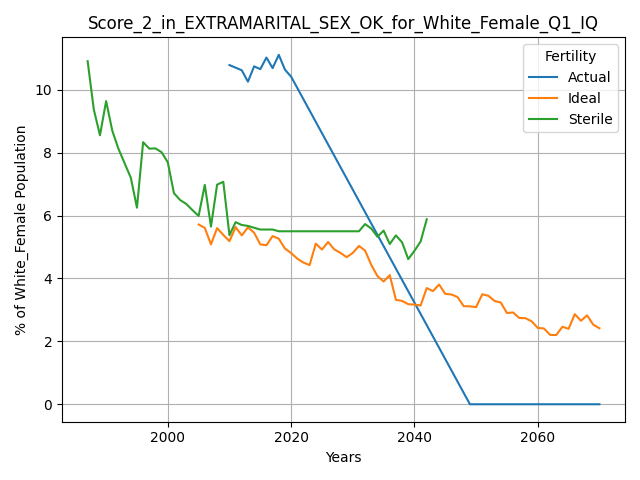 Score_2_in_EXTRAMARITAL_SEX_OK_for_White_Female_Q1_IQ
Fertility
Actual
Ideal
Sterile
% of White_Female Population
10
8
6
4
2
0
2000 2020 2040 2060
Years